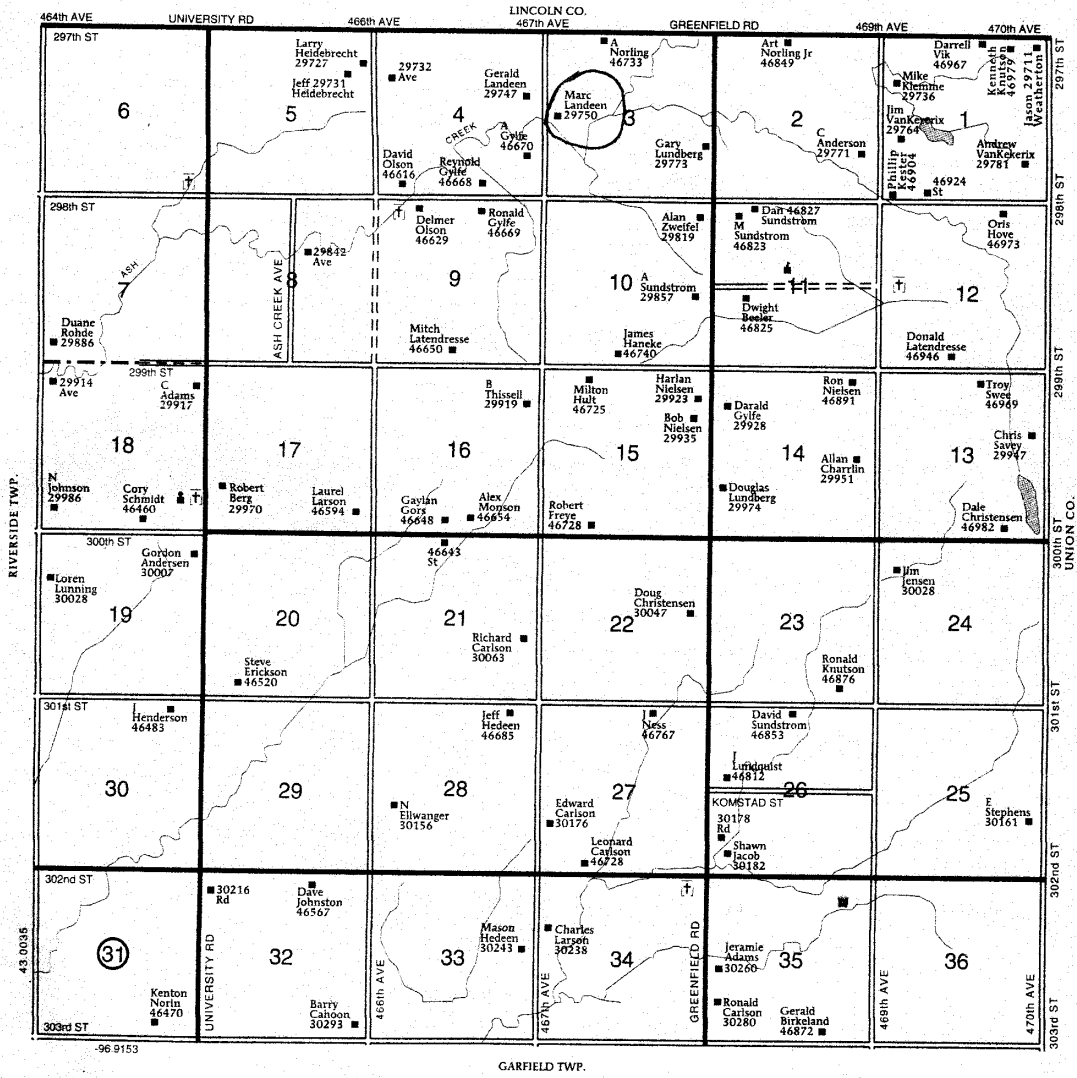 LINCOLN CO.
464th AVE
UNIVERSITY RD
466th AVE
467th AVE
GREENFIELD RD
469th AVE
470th AVE
297th ST
297th ST
6
Larry
Heidebrecht
29727
Jeff 29731
Heidebrecht
5
29732
Ave
Gerald
Landeen
29747
4
CREEK
A
Gylfe
46670
David
Olson
46616
Reynold
Gylfe
46668
A
Norling
46733
Marc
Landeen
29750
3
Gary
Lundberg
29773
Art
Norling Jr
46849
2
C
Anderson
29771
Darrell
Vik
46967
Kenneth
Knutson
46979
Jason 29711
Weatherton
Mike
Klemme
29736
Jim
VanKekerix
29764
1
Andrew
VanKekerix
29781
Phillip
Kester
46904
46924
St
298th ST
298th ST
ASH
7
Duane
Rohde
29886
29842
Ave
8
ASH CREEK AVE
Delmer
Olson
46629
Ronald
Gylfe
46669
9
Mitch
Latendresse
46650
Alan
Zweifel
29819
10
A
Sundstrom
29857
James
Haneke
46740
Dan 46827
Sundstrom
M
Sundstrom
46823
11
Dwight
Beeler
46825
Oris
Hove
46973
12
Donald
Latendresse
46946
299th ST
299th ST
29914
Ave
C
Adams
29917
18
N
Johnson
29986
Cory
Schmidt
46460
17
Robert
Berg
29970
Laurel
Larson
46594
B
Thissell
29919
16
Gaylan
Gors
46648
Alex
Monson
46654
Milton
Hult
46725
Harlan
Nielsen
29923
Bob
Nielsen
29935
15
Robert
Freye
46728
Ron
Nielsen
46891
Darald
Gylfe
29928
14
Allan
Charrlin
29951
Douglas
Lundberg
29974
Troy
Swee
46969
Chris
Savey
29947
13
Dale
Christensen
46982
RIVERSIDE TWP.
UNION CO.
300th ST
300th ST
Gordon
Andersen
30007
Loren
Lunning
30028
19
20
Steve
Erickson
46520
46643
St
21
Richard
Carlson
30063
Doug
Christensen
30047
22
23
Ronald
Knutson
46876
Jim
Jensen
30028
24
301st ST
301st ST
J
Henderson
46483
30
29
Jeff
Hedeen
46685
28
N
Ellwanger
30156
J
Ness
46767
27
Edward
Carlson
30176
Leonard
Carlson
46728
David
Sundstrom
46853
J
Lundquist
46812
26
KOMSTAD ST
30178
Rd
Shawn
Jacob
30182
25
E
Stephens
30161
302nd ST
302nd ST
43.0035
31
Kenton
Norin
46470
30216
Rd
Dave
Johnston
46567
32
UNIVERSITY RD
Barry
Cahoon
30293
466th AVE
Mason
Hedeen
30243
33
467th AVE
Charles
Larson
30238
34
GREENFIELD RD
Jeramie
Adams
30260
35
Ronald
Carlson
30280
Gerald
Birkeland
46872
469th AVE
36
470th AVE
303rd ST
303rd ST
-96.9153
GARFIELD TWP.